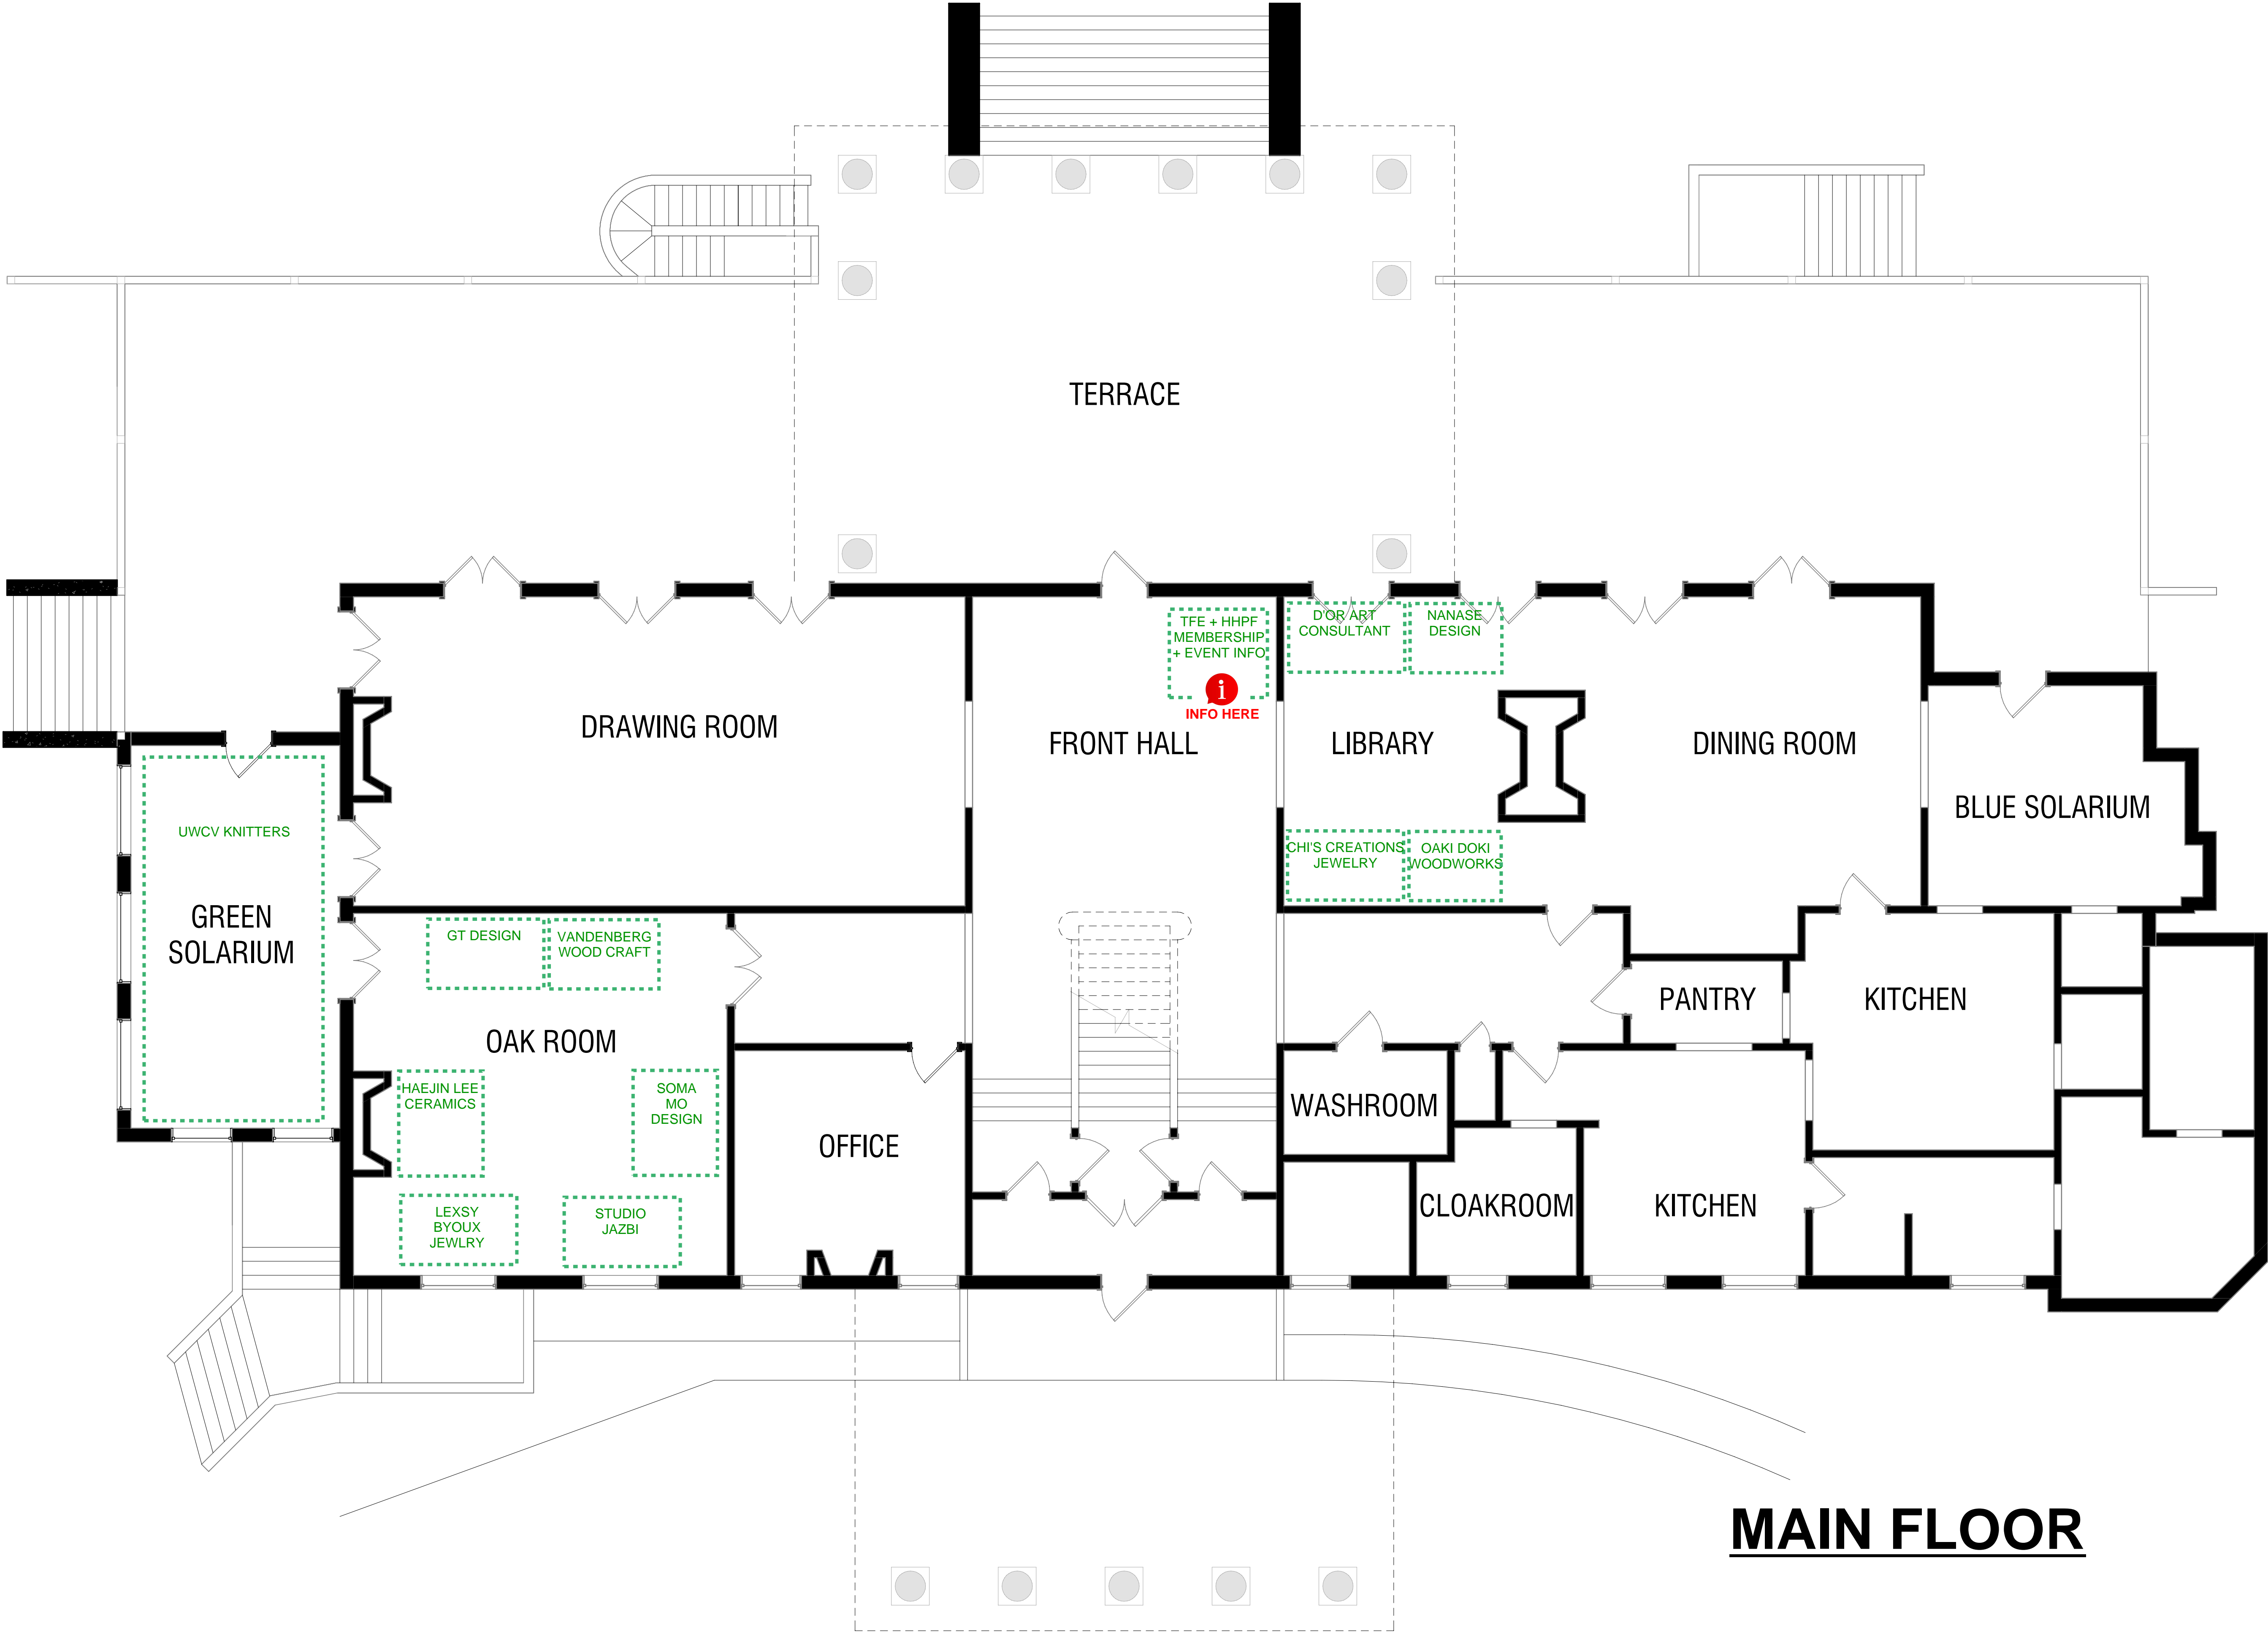 TERRACE
TFE + HHPF
MEMBERSHIP
+ EVENT INFO
i
INFO HERE
D'OR ART
CONSULTANT
NANASE
DESIGN
DRAWING ROOM
FRONT HALL
LIBRARY
DINING ROOM
BLUE SOLARIUM
UWCV KNITTERS
GREEN
SOLARIUM
CHI'S CREATIONS
JEWELRY
OAKI DOKI
WOODWORKS
GT DESIGN
VANDENBERG
WOOD CRAFT
OAK ROOM
HAEJIN LEE
CERAMICS
SOMA
MO
DESIGN
LEXSY
BYOUX
JEWLRY
STUDIO
JAZBI
OFFICE
PANTRY
KITCHEN
WASHROOM
CLOAKROOM
KITCHEN
MAIN FLOOR